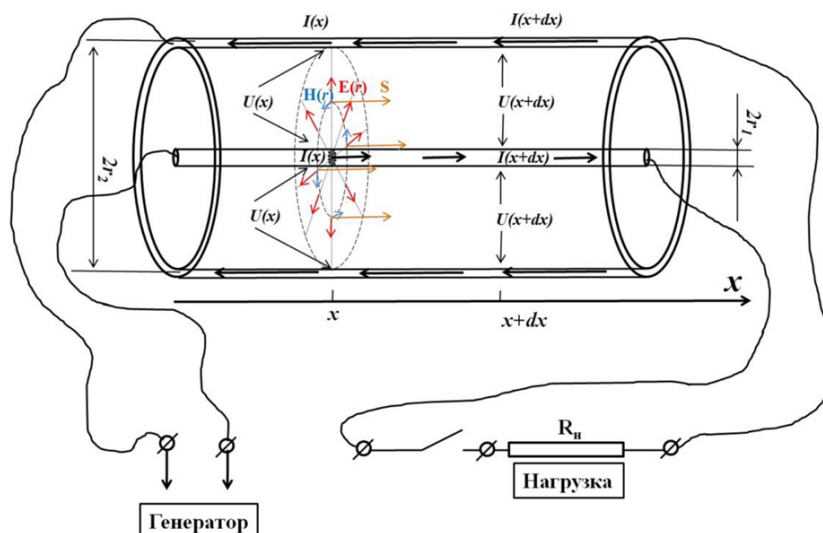 I(x) I(x+dx)
H(r) E(r) S
U(x) U(x+dx)
2r₂ I(x) I(x+dx) 2r₁
U(x) U(x+dx)
x
x x+dx
Rн
Нагрузка
Генератор